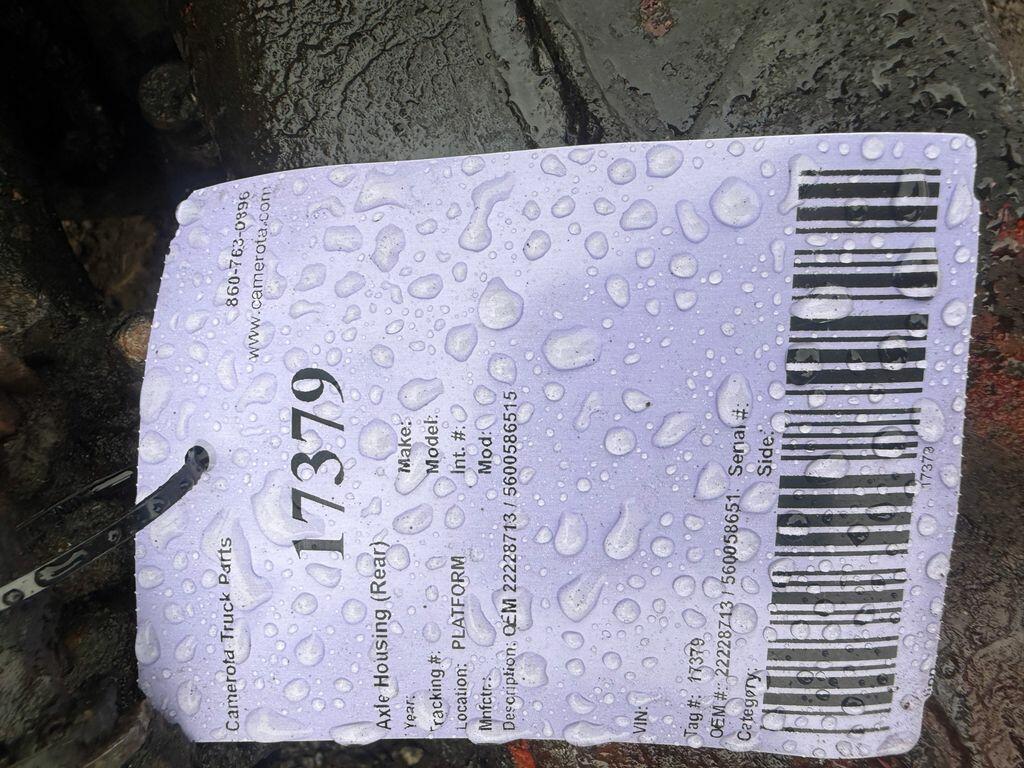 Camerota Truck Parts 860-763-0896
www.camerota.com
17379
Axle Housing (Rear)
Year: Make:
Tracking #: Model:
Location: PLATFORM Int. #:
Mnfctr: Mod:
Description: OEM 22228713 / 5600586515
VIN:
Tag #: 17379
OEM #: 22228713 / 560058651 Serial #:
Category: Side:
17379